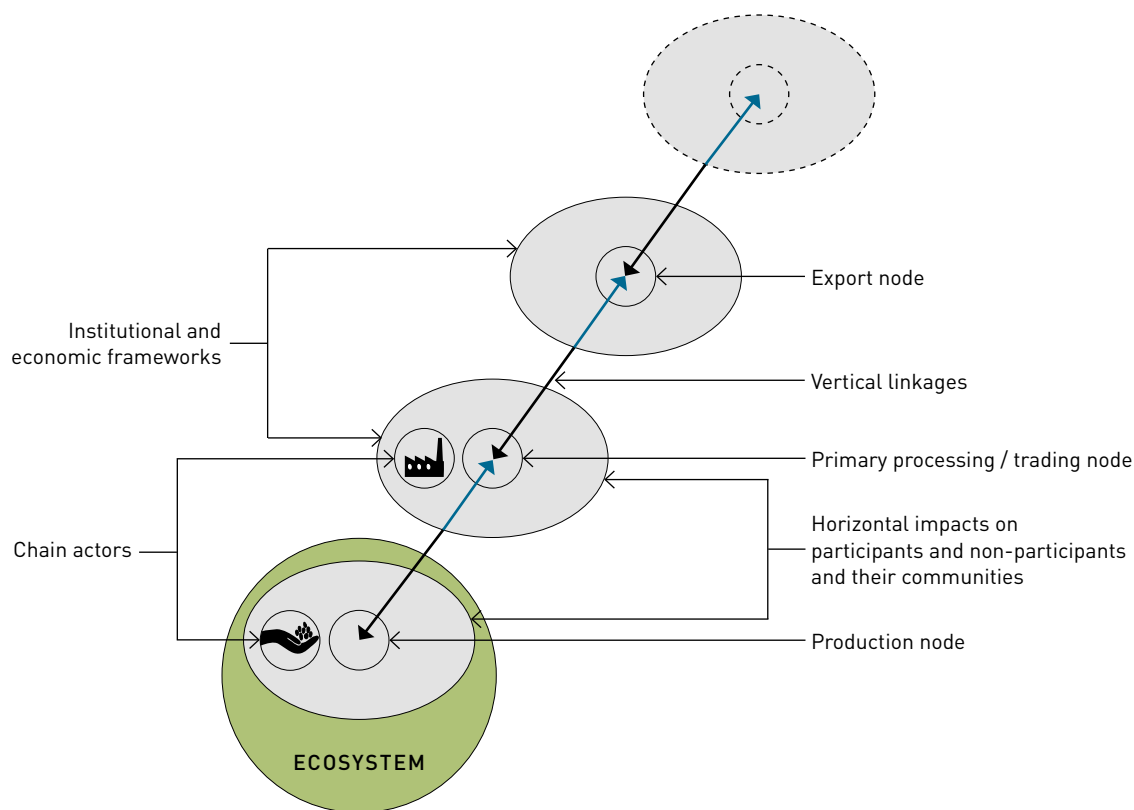 Export node
Institutional and
economic frameworks
Vertical linkages
Primary processing / trading node
Chain actors
Horizontal impacts on
participants and non-participants
and their communities
Production node
ECOSYSTEM